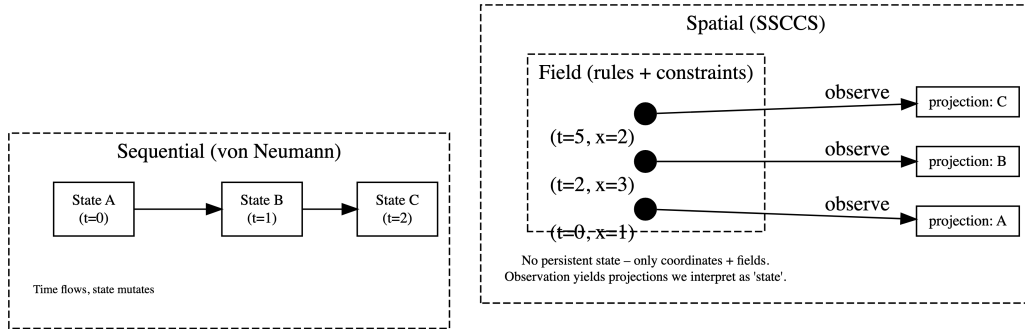 Sequential (von Neumann)
State A
(t=0)
State B
(t=1)
State C
(t=2)
Time flows, state mutates
Spatial (SSCCS)
Field (rules + constraints)
(t=5, x=2)
observe
projection: C
(t=2, x=3)
observe
projection: B
(t=0, x=1)
observe
projection: A
No persistent state – only coordinates + fields.
Observation yields projections we interpret as 'state'.